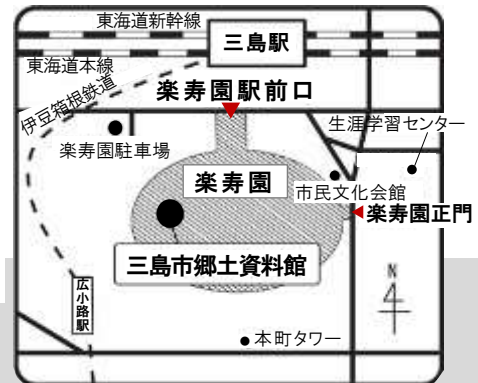 東海道新幹線
三島駅
東海道本線
伊豆箱根鉄道
楽寿園駅前口
生涯学習センター
楽寿園駐車場
楽寿園
市民文化会館
楽寿園正門
三島市郷土資料館
N
広小路駅
本町タワー